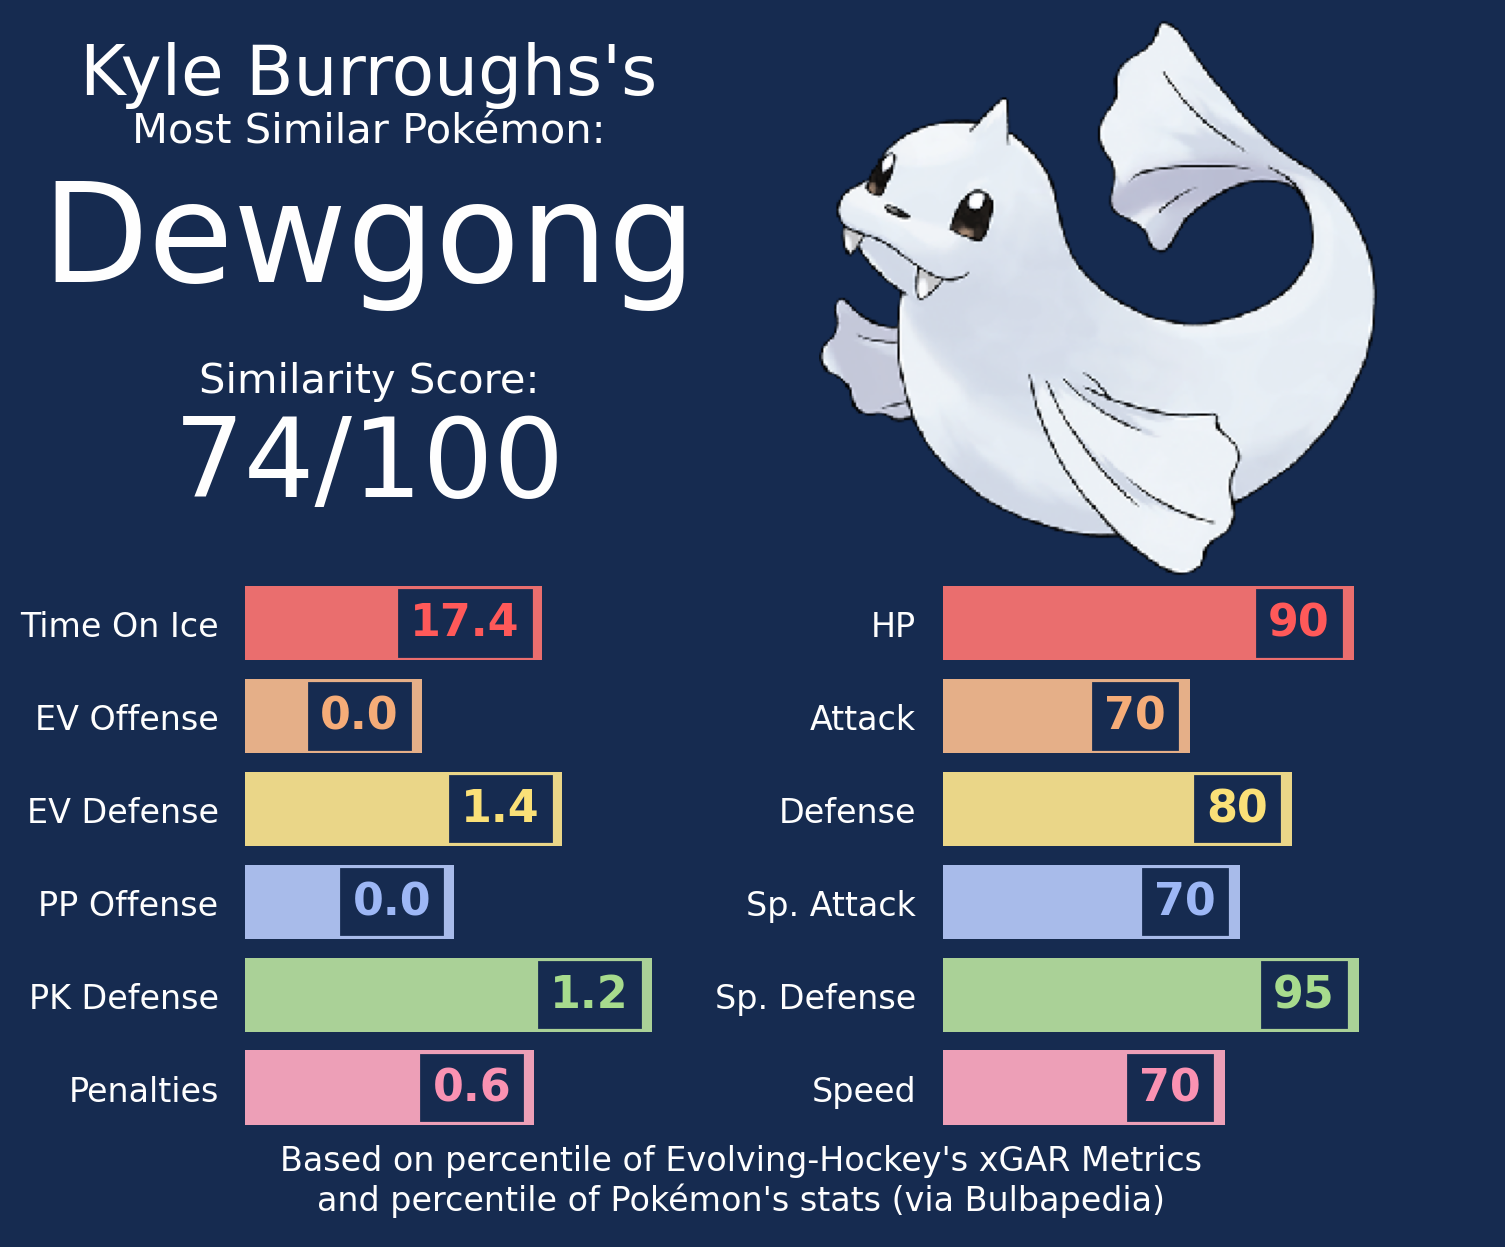 Kyle Burroughs's
Most Similar Pokémon:
Dewgong
Similarity Score:
74/100
Time On Ice 17.4
EV Offense 0.0
EV Defense 1.4
PP Offense 0.0
PK Defense 1.2
Penalties 0.6
HP 90
Attack 70
Defense 80
Sp. Attack 70
Sp. Defense 95
Speed 70
Based on percentile of Evolving-Hockey's xGAR Metrics
and percentile of Pokémon's stats (via Bulbapedia)